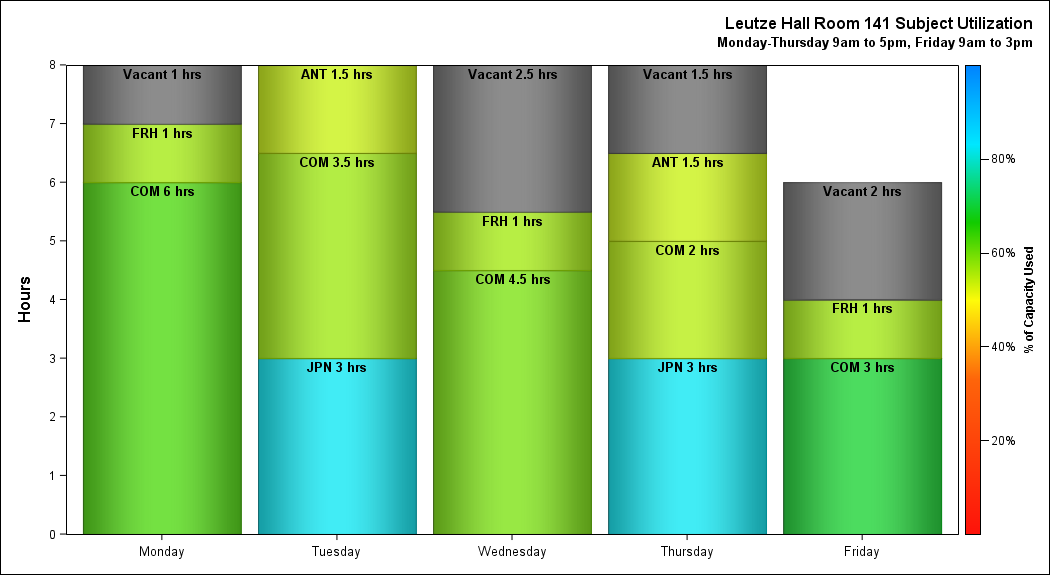 Leutze Hall Room 141 Subject Utilization
Monday-Thursday 9am to 5pm, Friday 9am to 3pm
Hours
8
7
6
5
4
3
2
1
0
Vacant 1 hrs
FRH 1 hrs
COM 6 hrs
ANT 1.5 hrs
COM 3.5 hrs
JPN 3 hrs
Vacant 2.5 hrs
FRH 1 hrs
COM 4.5 hrs
Vacant 1.5 hrs
ANT 1.5 hrs
COM 2 hrs
JPN 3 hrs
Vacant 2 hrs
FRH 1 hrs
COM 3 hrs
Monday
Tuesday
Wednesday
Thursday
Friday
80%
60%
40%
20%
% of Capacity Used